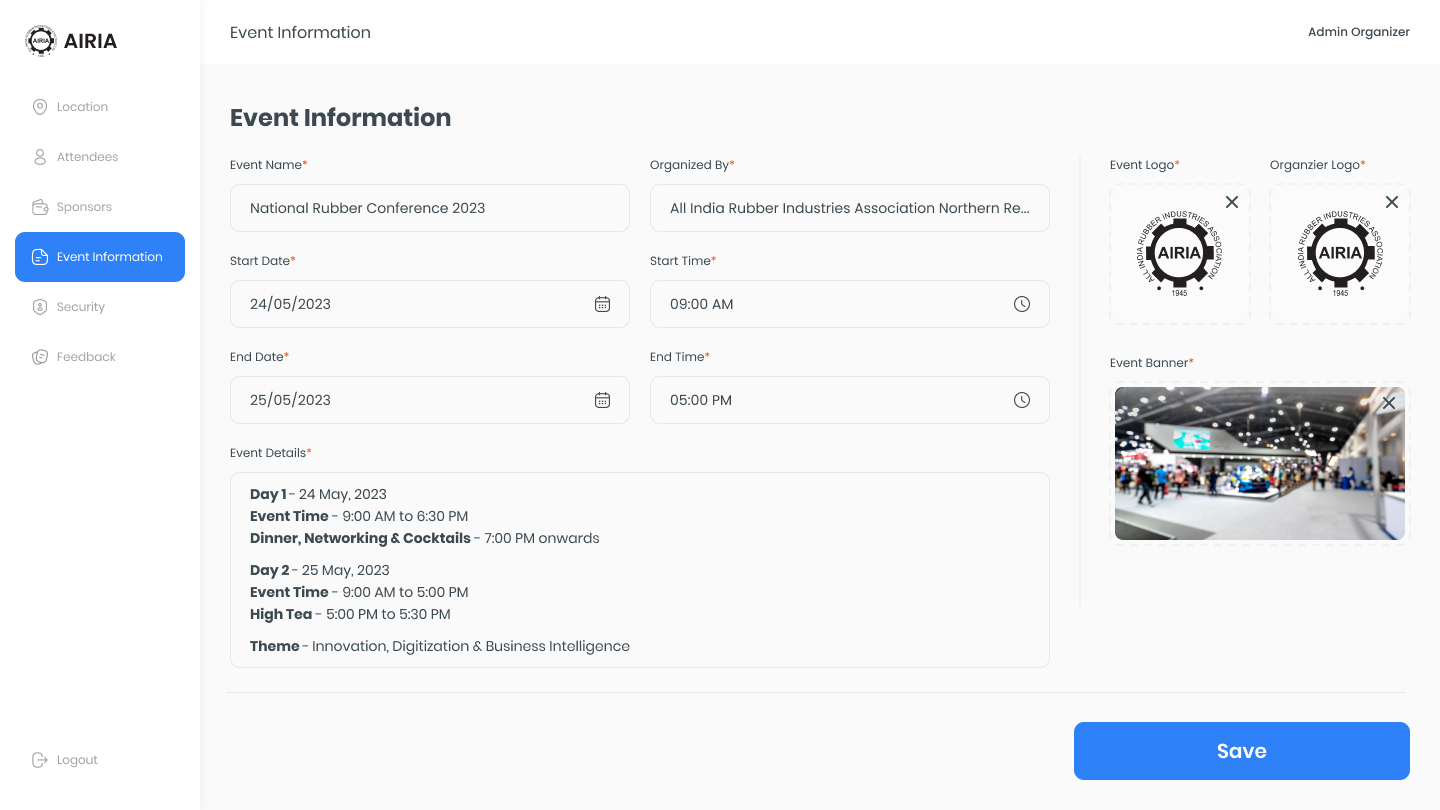 AIRIA
Event Information
Admin Organizer
Location
Attendees
Sponsors
Event Information
Security
Feedback
Logout
Event Information
Event Name*
National Rubber Conference 2023
Organized By*
All India Rubber Industries Association Northern Re...
Start Date*
24/05/2023
Start Time*
09:00 AM
End Date*
25/05/2023
End Time*
05:00 PM
Event Details*
Day 1 - 24 May, 2023
Event Time - 9:00 AM to 6:30 PM
Dinner, Networking & Cocktails - 7:00 PM onwards
Day 2 - 25 May, 2023
Event Time - 9:00 AM to 5:00 PM
High Tea - 5:00 PM to 5:30 PM
Theme - Innovation, Digitization & Business Intelligence
Event Logo*
ALL INDIA RUBBER INDUSTRIES ASSOCIATION
AIRIA
1945
Organzier Logo*
ALL INDIA RUBBER INDUSTRIES ASSOCIATION
AIRIA
1945
Event Banner*
Save